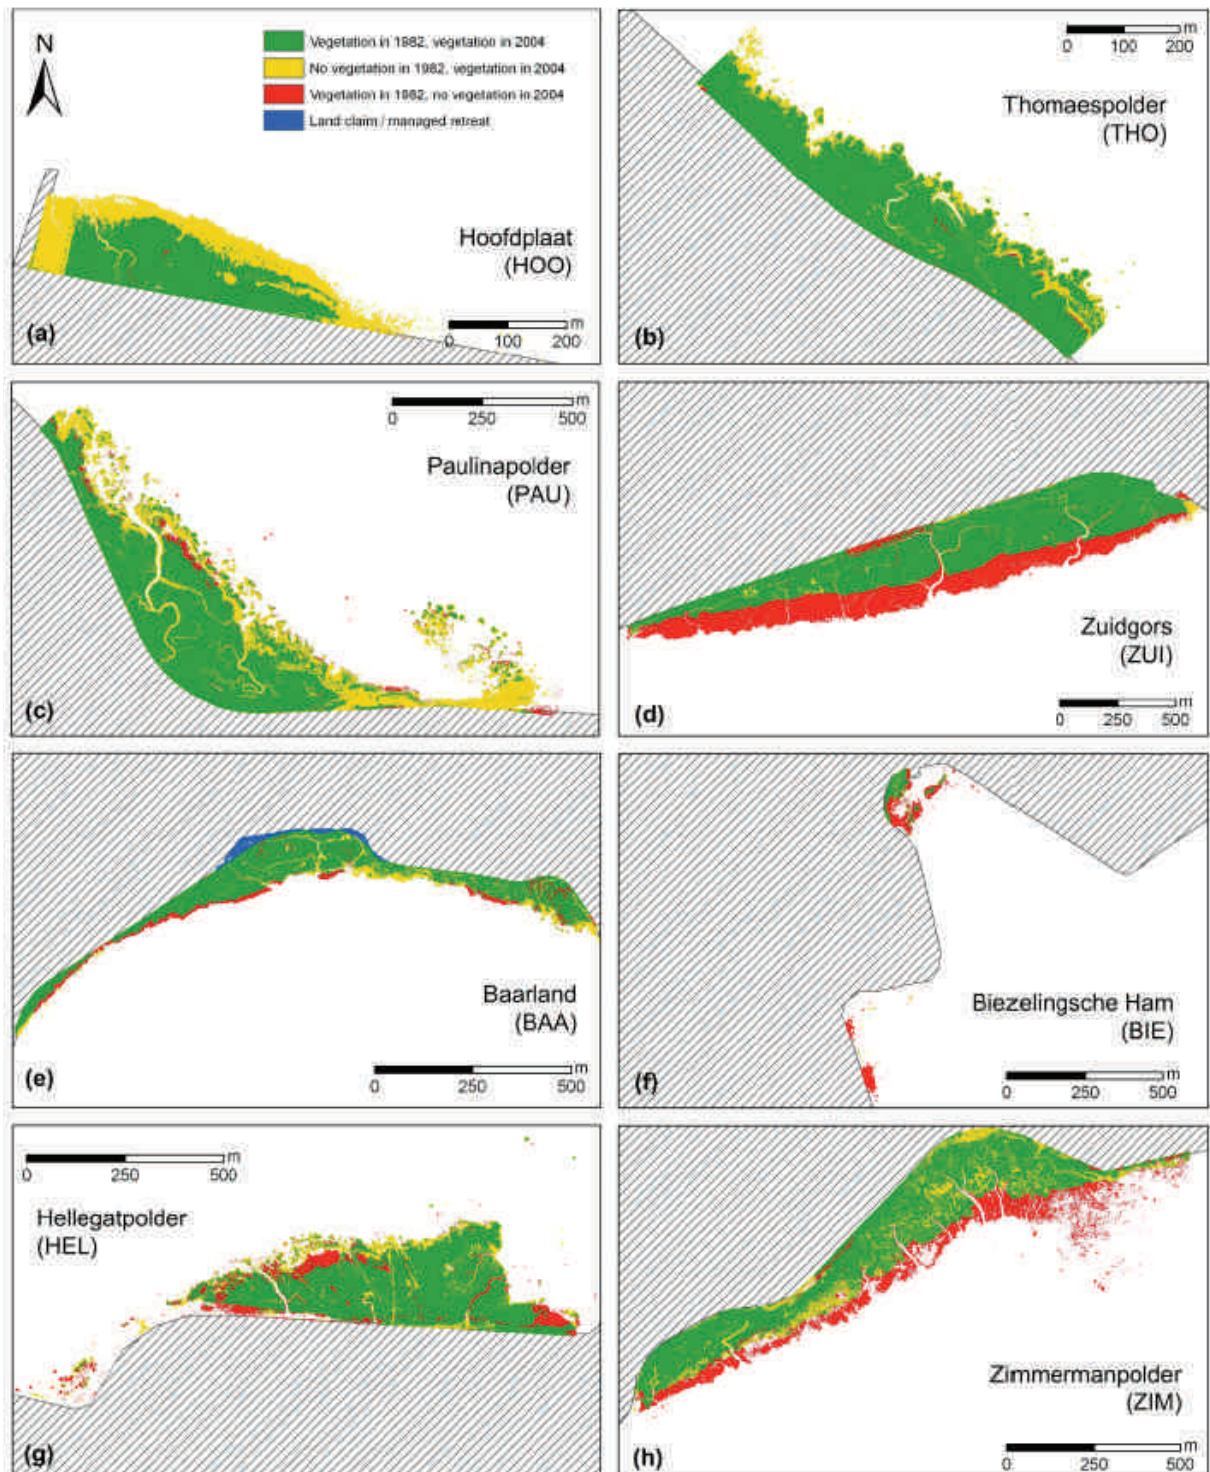 N
Vegetation in 1982, vegetation in 2004
No vegetation in 1982, vegetation in 2004
Vegetation in 1982, no vegetation in 2004
Land claim / managed retreat
Hoofdplaat
(HOO)
m
0 100 200
(a)
m
0 100 200
Thomaespolder
(THO)
(b)
m
0 250 500
Paulinapolder
(PAU)
(c)
Zuidgors
(ZUI)
m
0 250 500
(d)
Baarland
(BAA)
m
0 250 500
(e)
Biezelingsche Ham
(BIE)
m
0 250 500
(f)
m
0 250 500
Hellegatpolder
(HEL)
(g)
Zimmermanpolder
(ZIM)
m
0 250 500
(h)